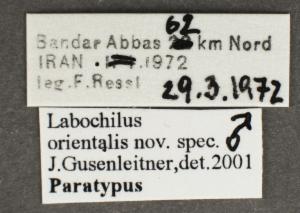 Bandar Abbas 62 km Nord
IRAN . 1972
leg. F. Ressl 29.3.1972
Labochilus
orientalis nov. spec. ♂
J.Gusenleitner,det.2001
Paratypus